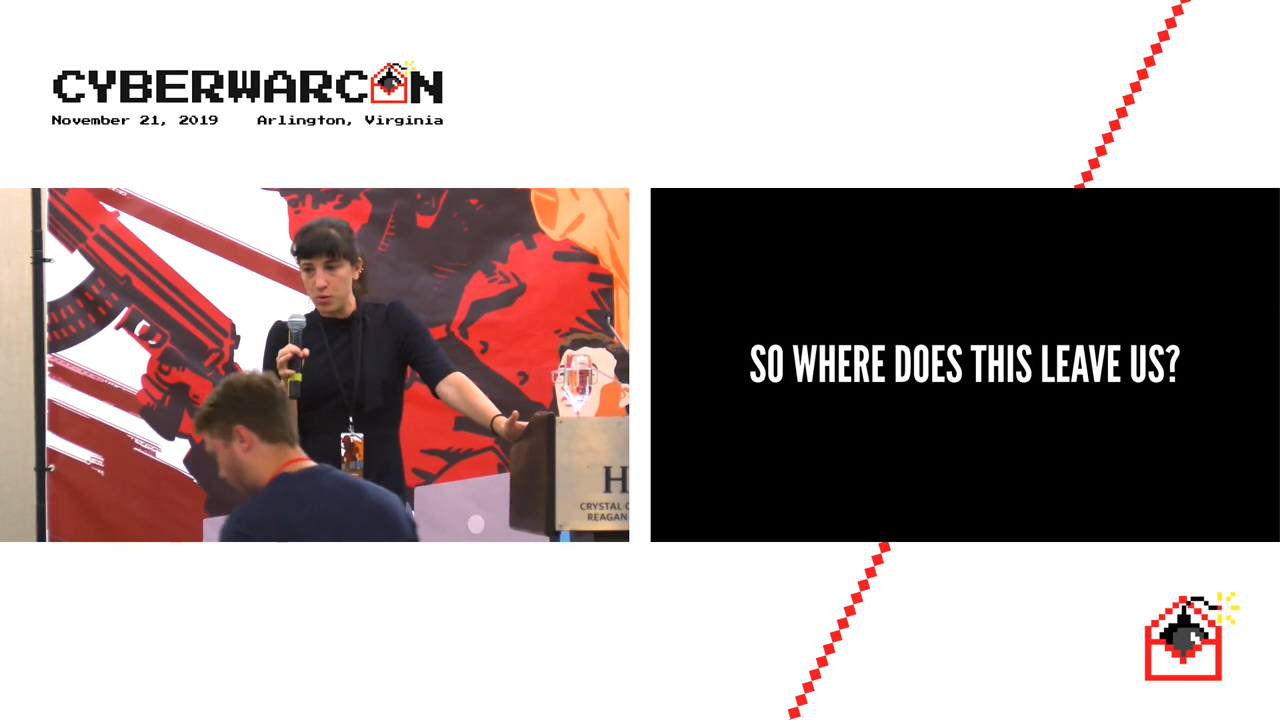 CYBERWARCON
November 21, 2019 Arlington, Virginia
SO WHERE DOES THIS LEAVE US?
H
CRYSTAL
REAGAN